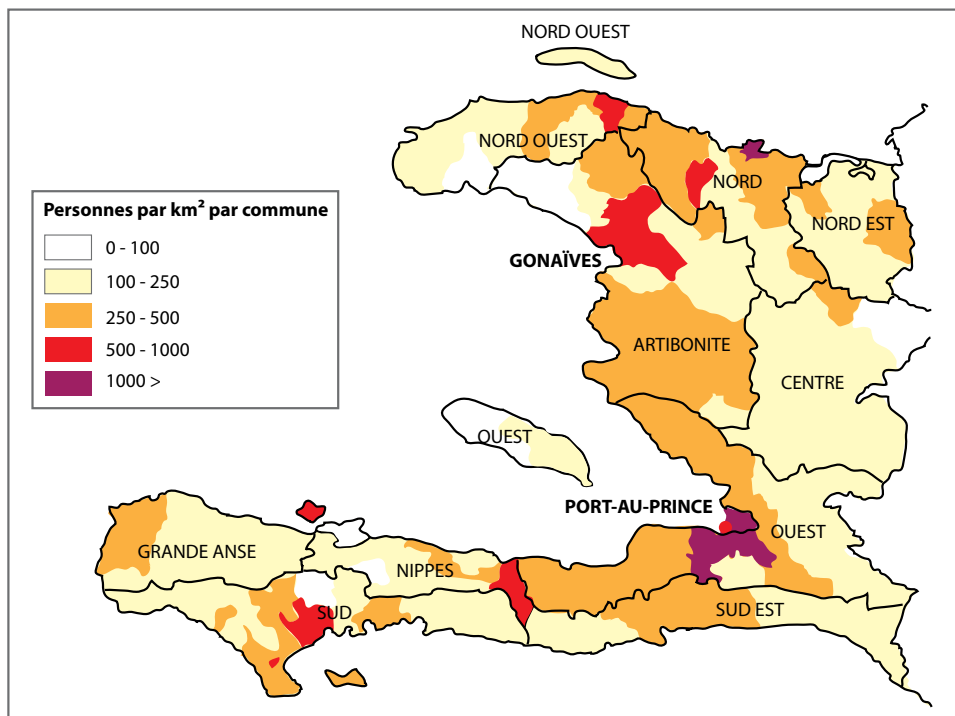 NORD OUEST
NORD OUEST
NORD
NORD EST
Personnes par km² par commune
0 - 100
100 - 250
250 - 500
500 - 1000
1000 >
GONAÏVES
ARTIBONITE
CENTRE
OUEST
PORT-AU-PRINCE
OUEST
GRANDE ANSE
NIPPES
SUD
SUD EST